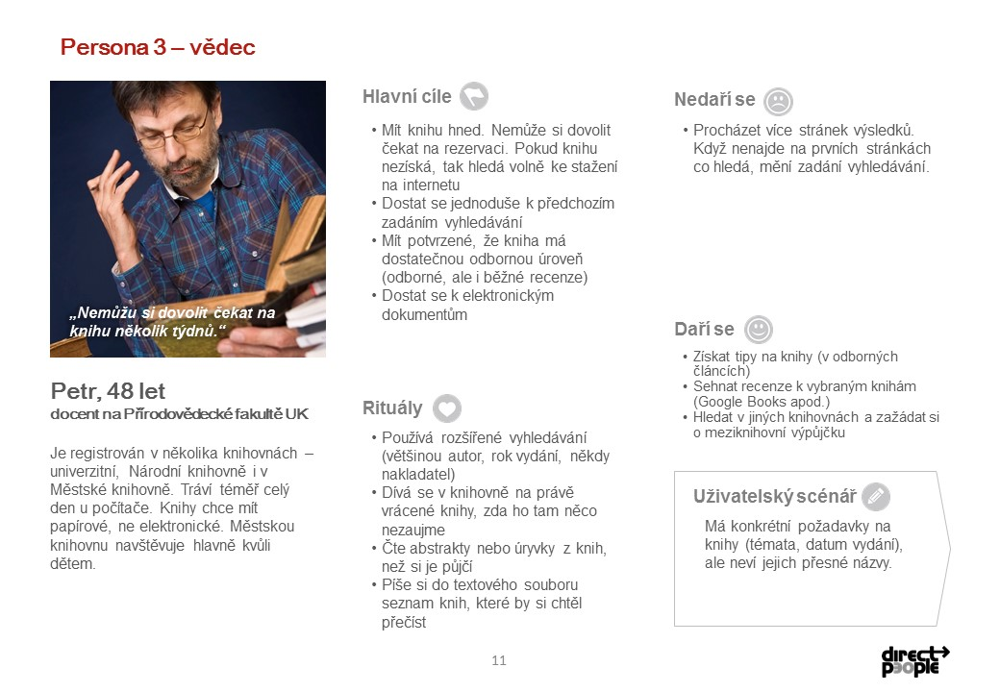 Persona 3 – vědec
„Nemůžu si dovolit čekat na
knihu několik týdnů.“
Petr, 48 let
docent na Přírodovědecké fakultě UK
Je registrován v několika knihovnách –
univerzitní, Národní knihovně i v
Městské knihovně. Tráví téměř celý
den u počítače. Knihy chce mít
papírové, ne elektronické. Městskou
knihovnu navštěvuje hlavně kvůli
dětem.
Hlavní cíle
• Mít knihu hned. Nemůže si dovolit
čekat na rezervaci. Pokud knihu
nezíská, tak hledá volně ke stažení
na internetu
• Dostat se jednoduše k předchozím
zadáním vyhledávání
• Mít potvrzené, že kniha má
dostatečnou odbornou úroveň
(odborné, ale i běžné recenze)
• Dostat se k elektronickým
dokumentům
Rituály
• Používá rozšířené vyhledávání
(většinou autor, rok vydání, někdy
nakladatel)
• Dívá se v knihovně na právě
vrácené knihy, zda ho tam něco
nezaujme
• Čte abstrakty nebo úryvky z knih,
než si je půjčí
• Píše si do textového souboru
seznam knih, které by si chtěl
přečíst
Nedaří se
• Procházet více stránek výsledků.
Když nenajde na prvních stránkách
co hledá, mění zadání vyhledávání.
Daří se
• Získat tipy na knihy (v odborných
článcích)
• Sehnat recenze k vybraným knihám
(Google Books apod.)
• Hledat v jiných knihovnách a zažádat si
o meziknihovní výpůjčku
Uživatelský scénář
Má konkrétní požadavky na
knihy (témata, datum vydání),
ale neví jejich přesné názvy.
11
direct
people